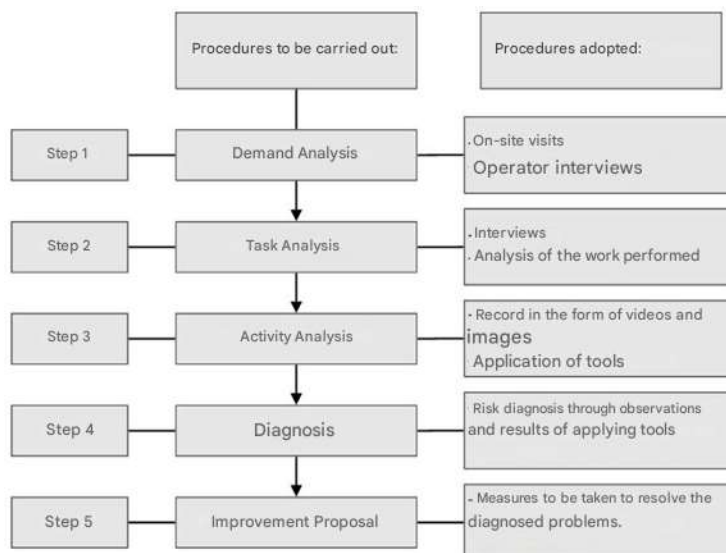 Procedures to be carried out:
Procedures adopted:
Step 1
Demand Analysis
. On-site visits
Operator interviews
Step 2
Task Analysis
. Interviews
. Analysis of the work performed
Step 3
Activity Analysis
· Record in the form of videos and
images
Application of tools
Step 4
Diagnosis
Risk diagnosis through observations
and results of applying tools
Step 5
Improvement Proposal
- Measures to be taken to resolve the
diagnosed problems.